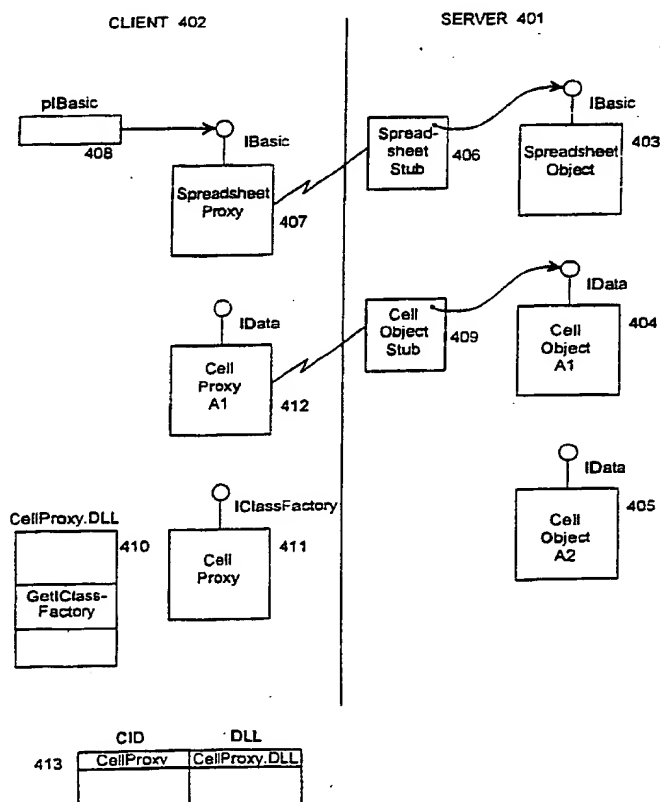 CLIENT 402
SERVER 401
pIBasic
408
IBasic
Spreadsheet
Proxy
407
Spread-
sheet
Stub
406
IBasic
Spreadsheet
Object
403
IData
Cell
Proxy
A1
412
Cell
Object
Stub
409
IData
Cell
Object
A1
404
CellProxy.DLL
410
GetIClass-
Factory
IClassFactory
Cell
Proxy
411
IData
Cell
Object
A2
405
413
CID
DLL
CellProxy
CellProxy.DLL